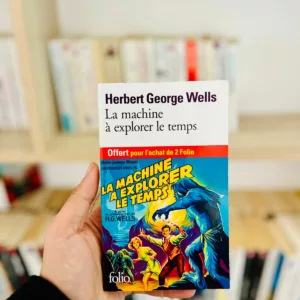 Herbert George Wells
La machine
à explorer le temps
Offert pour l'achat de 2 Folio
LA MACHINE
A EXPLORER
LE TEMPS
H.G. WELLS
folio